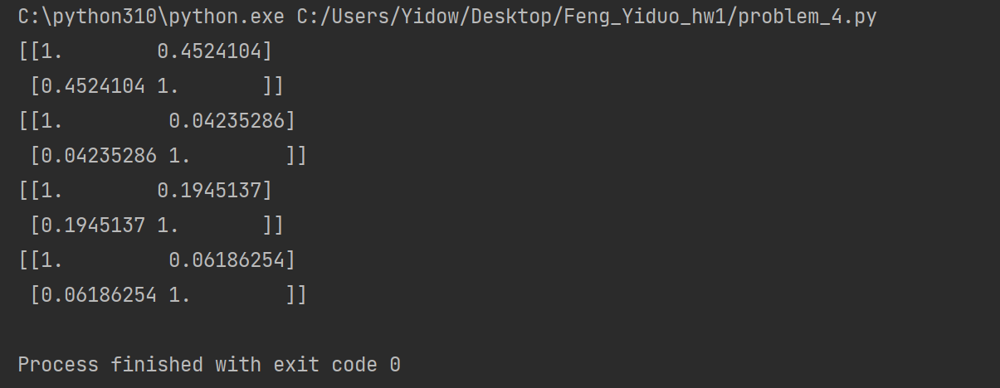 C:\python310\python.exe C:/Users/Yidow/Desktop/Feng_Yiduo_hw1/problem_4.py
[[1.        0.4524104]
 [0.4524104 1.       ]]
[[1.         0.04235286]
 [0.04235286 1.        ]]
[[1.        0.1945137]
 [0.1945137 1.       ]]
[[1.         0.06186254]
 [0.06186254 1.        ]]
Process finished with exit code 0